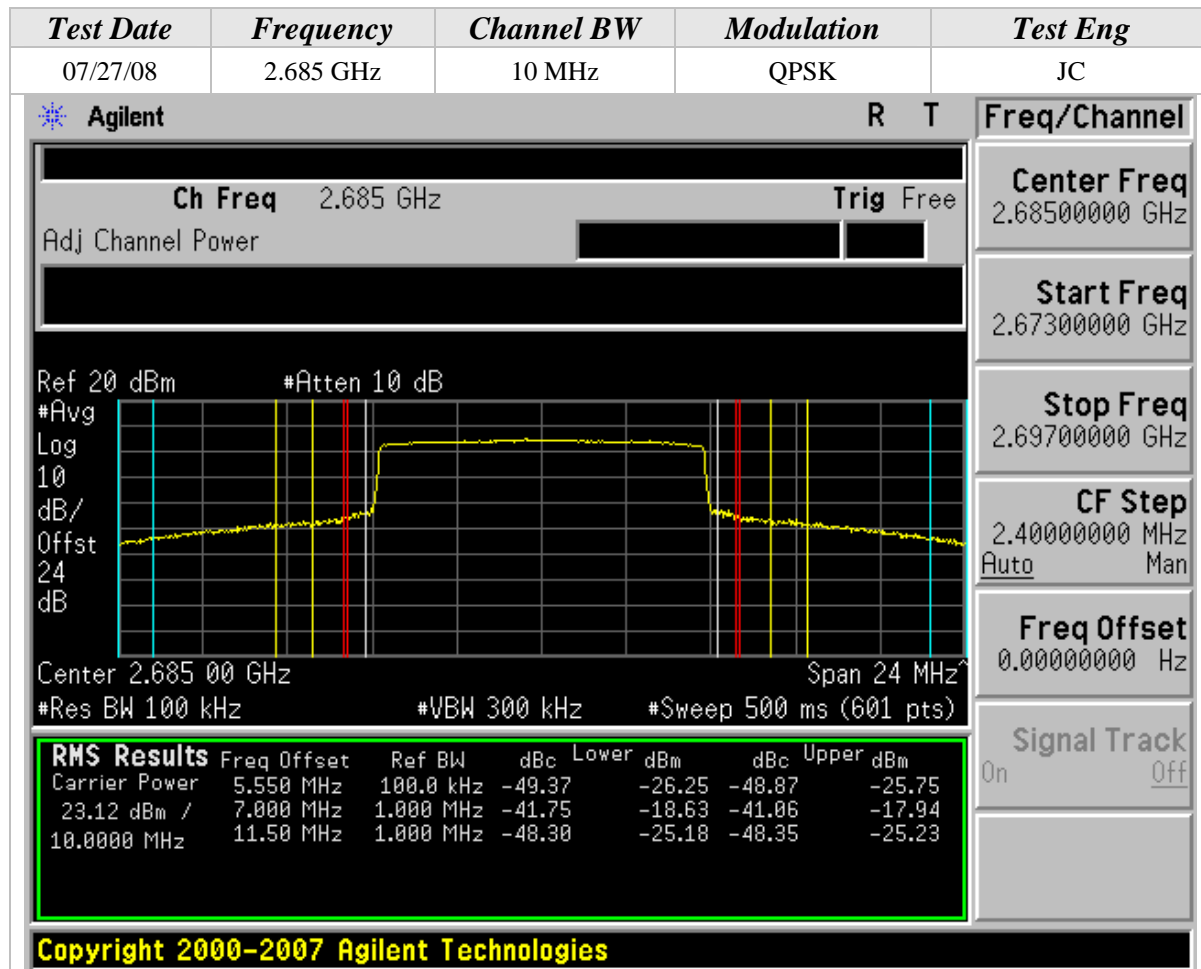 Test Date Frequency Channel BW Modulation Test Eng
07/27/08 2.685 GHz 10 MHz QPSK JC
Agilent R T Freq/Channel
Ch Freq 2.685 GHz Trig Free
Adj Channel Power
Center Freq
2.68500000 GHz
Start Freq
2.67300000 GHz
Stop Freq
2.69700000 GHz
CF Step
2.40000000 MHz
Auto Man
Freq Offset
0.00000000 Hz
Signal Track
On Off
Ref 20 dBm #Atten 10 dB
#Avg
Log
10
dB/
Offst
24
dB
Center 2.685 00 GHz Span 24 MHz^
#Res BW 100 kHz #VBW 300 kHz #Sweep 500 ms (601 pts)
RMS Results Freq Offset Ref BW dBc Lower dBm dBc Upper dBm
Carrier Power 5.550 MHz 100.0 kHz -49.37 -26.25 -48.87 -25.75
23.12 dBm / 7.000 MHz 1.000 MHz -41.75 -18.63 -41.06 -17.94
10.0000 MHz 11.50 MHz 1.000 MHz -48.30 -25.18 -48.35 -25.23
Copyright 2000-2007 Agilent Technologies